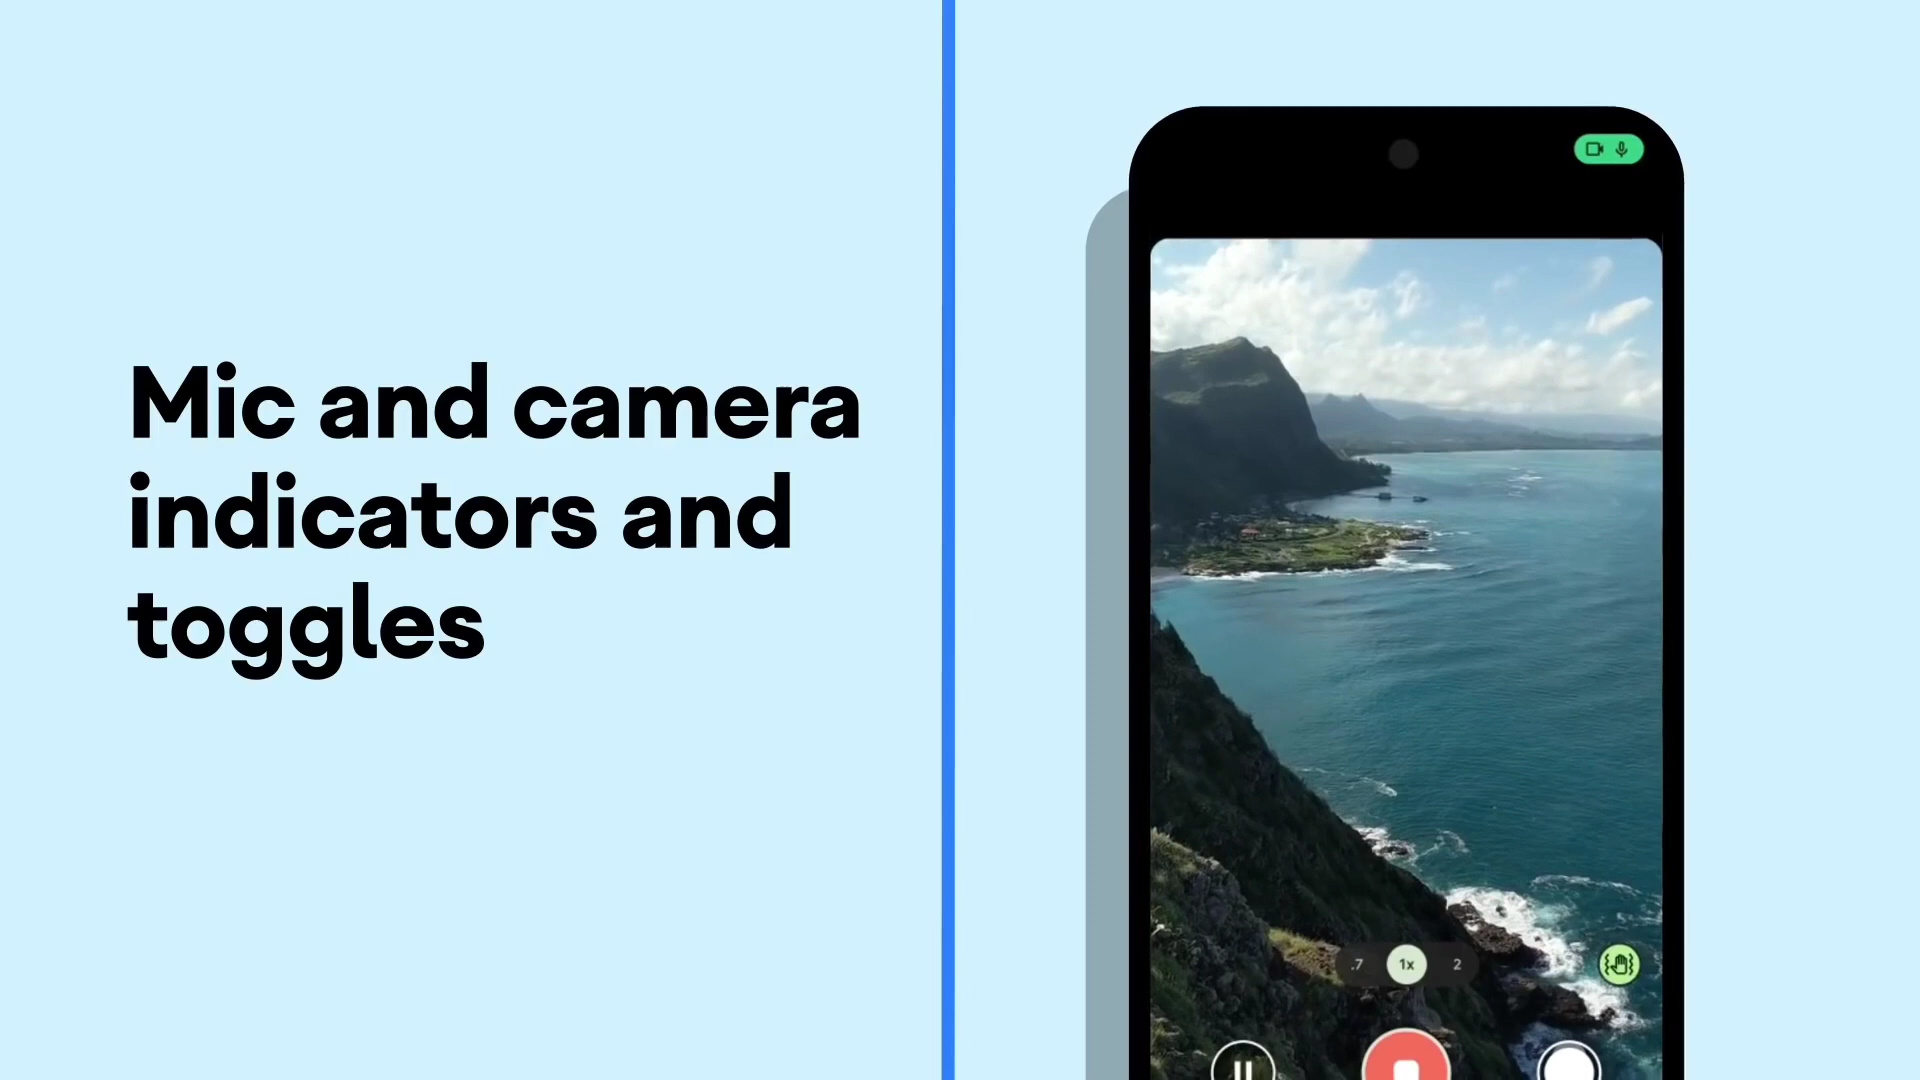 Mic and camera
indicators and
toggles
.7 1x 2